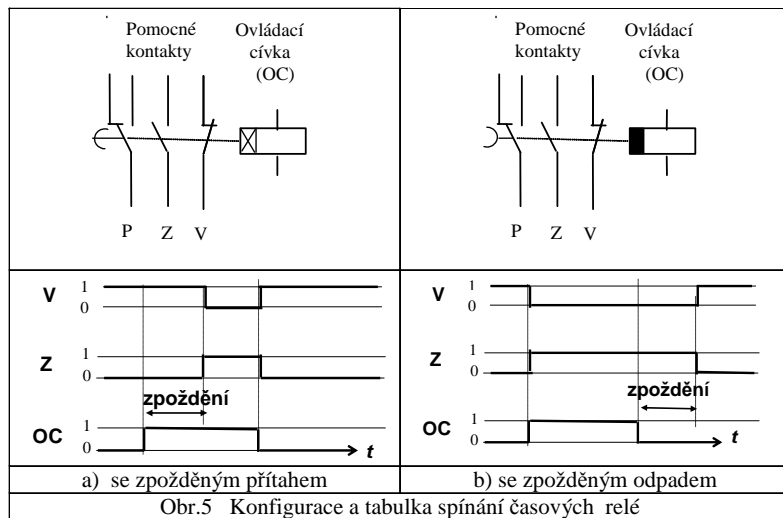 Pomocné
kontakty
Ovládací
cívka
(OC)
P Z V
Pomocné
kontakty
Ovládací
cívka
(OC)
P Z V
V 1
0
Z 1
0
zpoždění
OC 1
0
t
V 1
0
Z 1
0
zpoždění
OC 1
0
t
a) se zpožděným přítahem
b) se zpožděným odpadem
Obr.5 Konfigurace a tabulka spínání časových relé